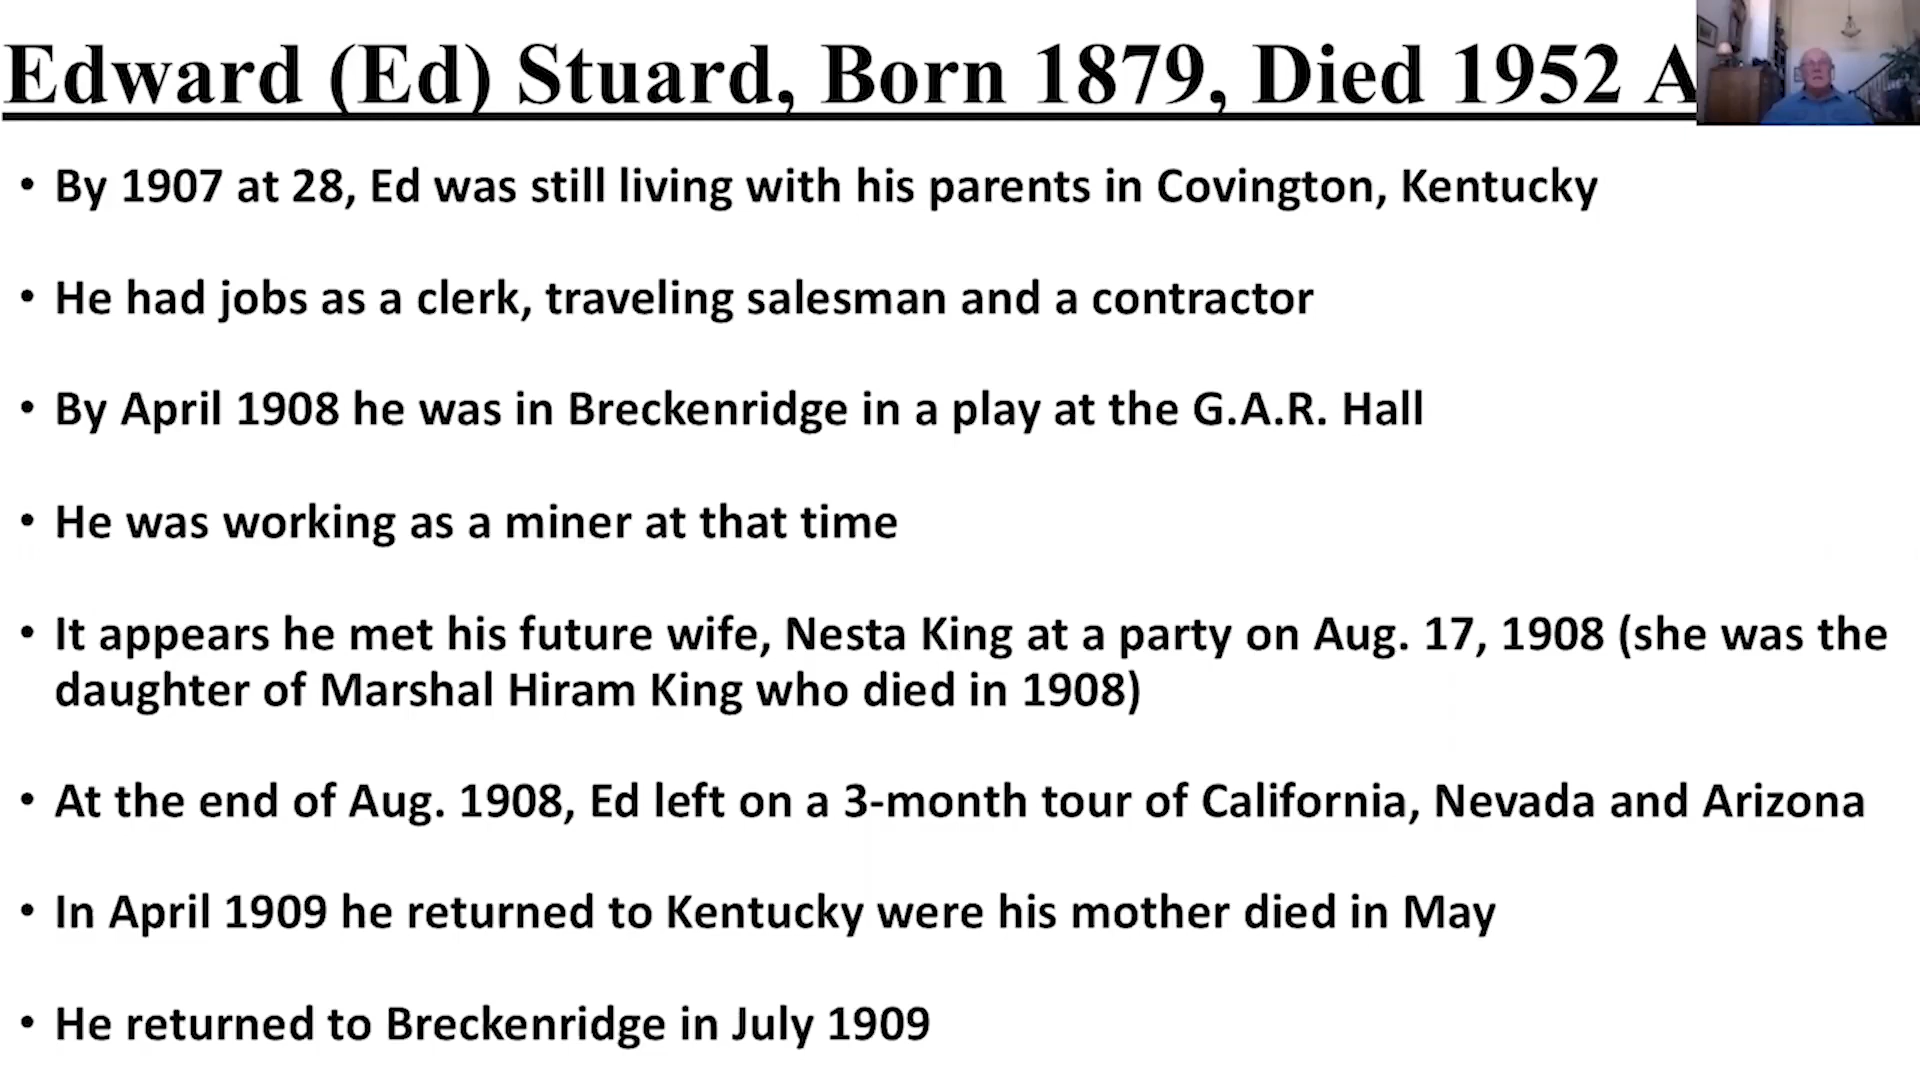 Edward (Ed) Stuard, Born 1879, Died 1952 A
• By 1907 at 28, Ed was still living with his parents in Covington, Kentucky
• He had jobs as a clerk, traveling salesman and a contractor
• By April 1908 he was in Breckenridge in a play at the G.A.R. Hall
• He was working as a miner at that time
• It appears he met his future wife, Nesta King at a party on Aug. 17, 1908 (she was the
daughter of Marshal Hiram King who died in 1908)
• At the end of Aug. 1908, Ed left on a 3-month tour of California, Nevada and Arizona
• In April 1909 he returned to Kentucky were his mother died in May
• He returned to Breckenridge in July 1909